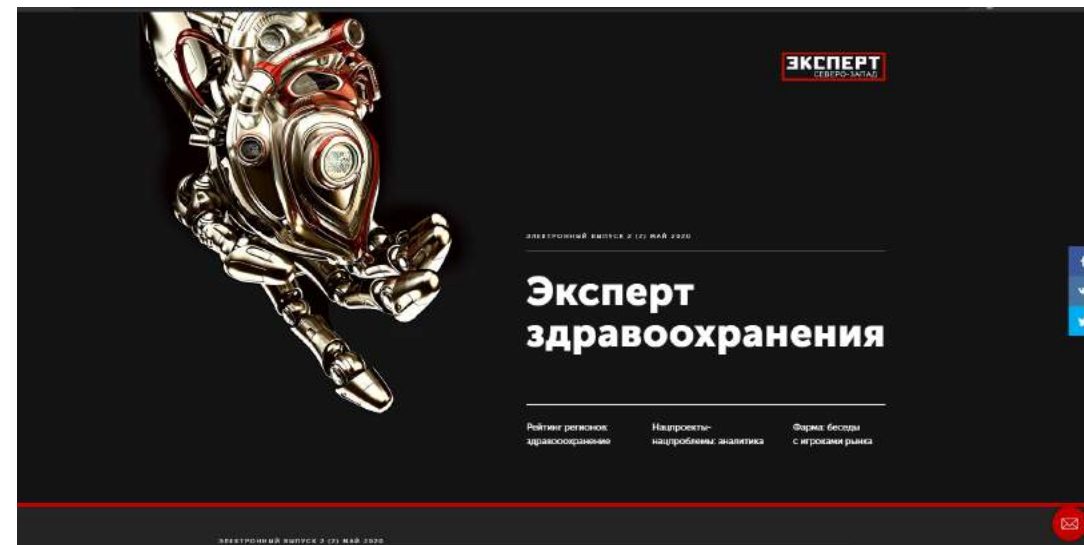 ЭКСПЕРТ
СЕВЕРО-ЗАПАД
ЭЛЕКТРОННЫЙ ВЫПУСК 2 (2) МАЙ 2020
Эксперт
здравоохранения
Рейтинг регионов:
здравоохранение
Нацпроекты-
нацпроблемы: аналитика
Фарма: беседы
с игроками рынка
ЭЛЕКТРОННЫЙ ВЫПУСК 2 (2) МАЙ 2020